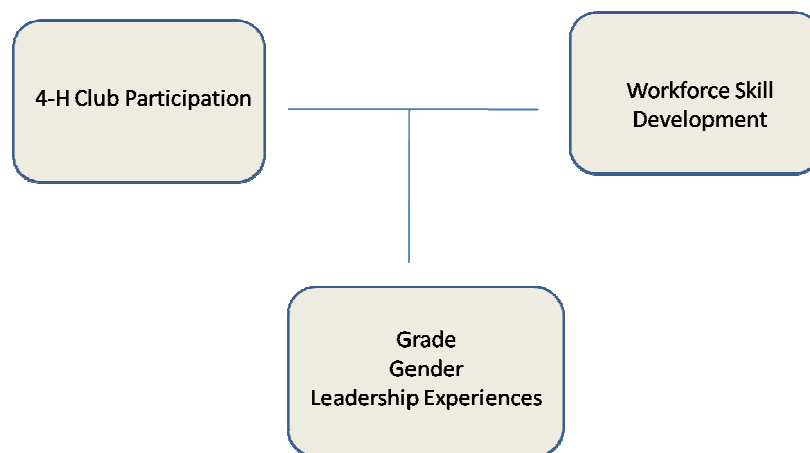 4-H Club Participation
Workforce Skill
Development
Grade
Gender
Leadership Experiences